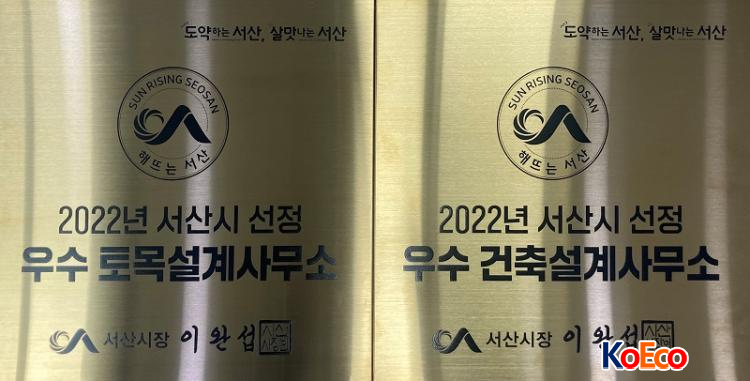 도약하는 서산, 살맛나는 서산
SUN RISING SEOSAN
해뜨는 서산
2022년 서산시 선정
우수 토목설계사무소
서산시장 이완섭
도약하는 서산, 살맛나는 서산
SUN RISING SEOSAN
해뜨는 서산
2022년 서산시 선정
우수 건축설계사무소
서산시장 이완섭
KoEco